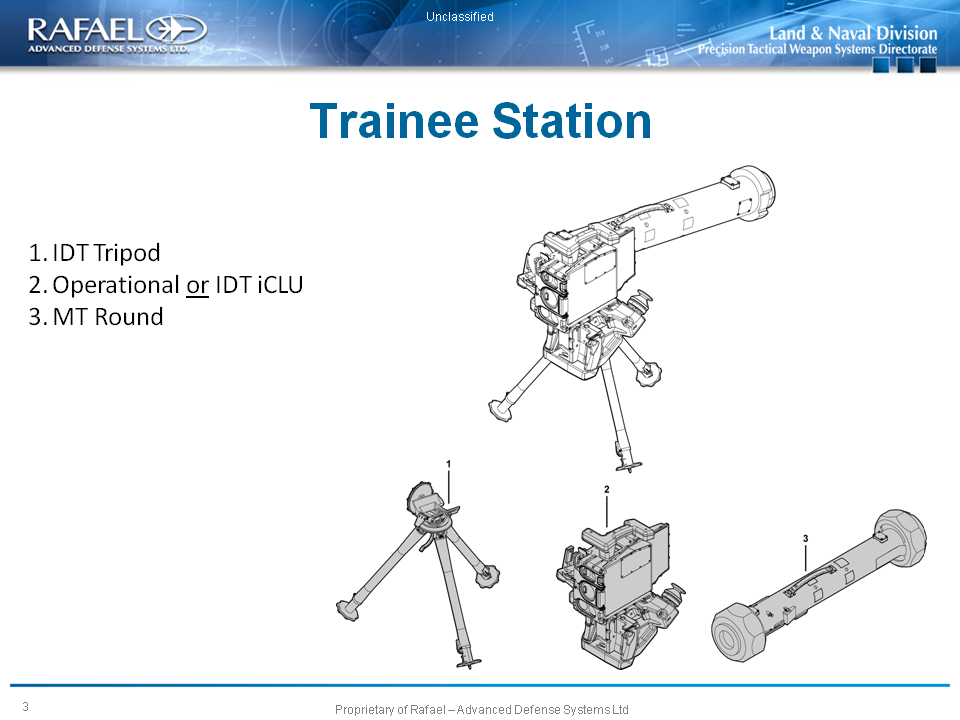 Unclassified
RAFAEL
ADVANCED DEFENSE SYSTEMS LTD.
Land & Naval Division
Precision Tactical Weapon Systems Directorate
Trainee Station
1. IDT Tripod
2. Operational or IDT iCLU
3. MT Round
1
2
3
3
Proprietary of Rafael – Advanced Defense Systems Ltd